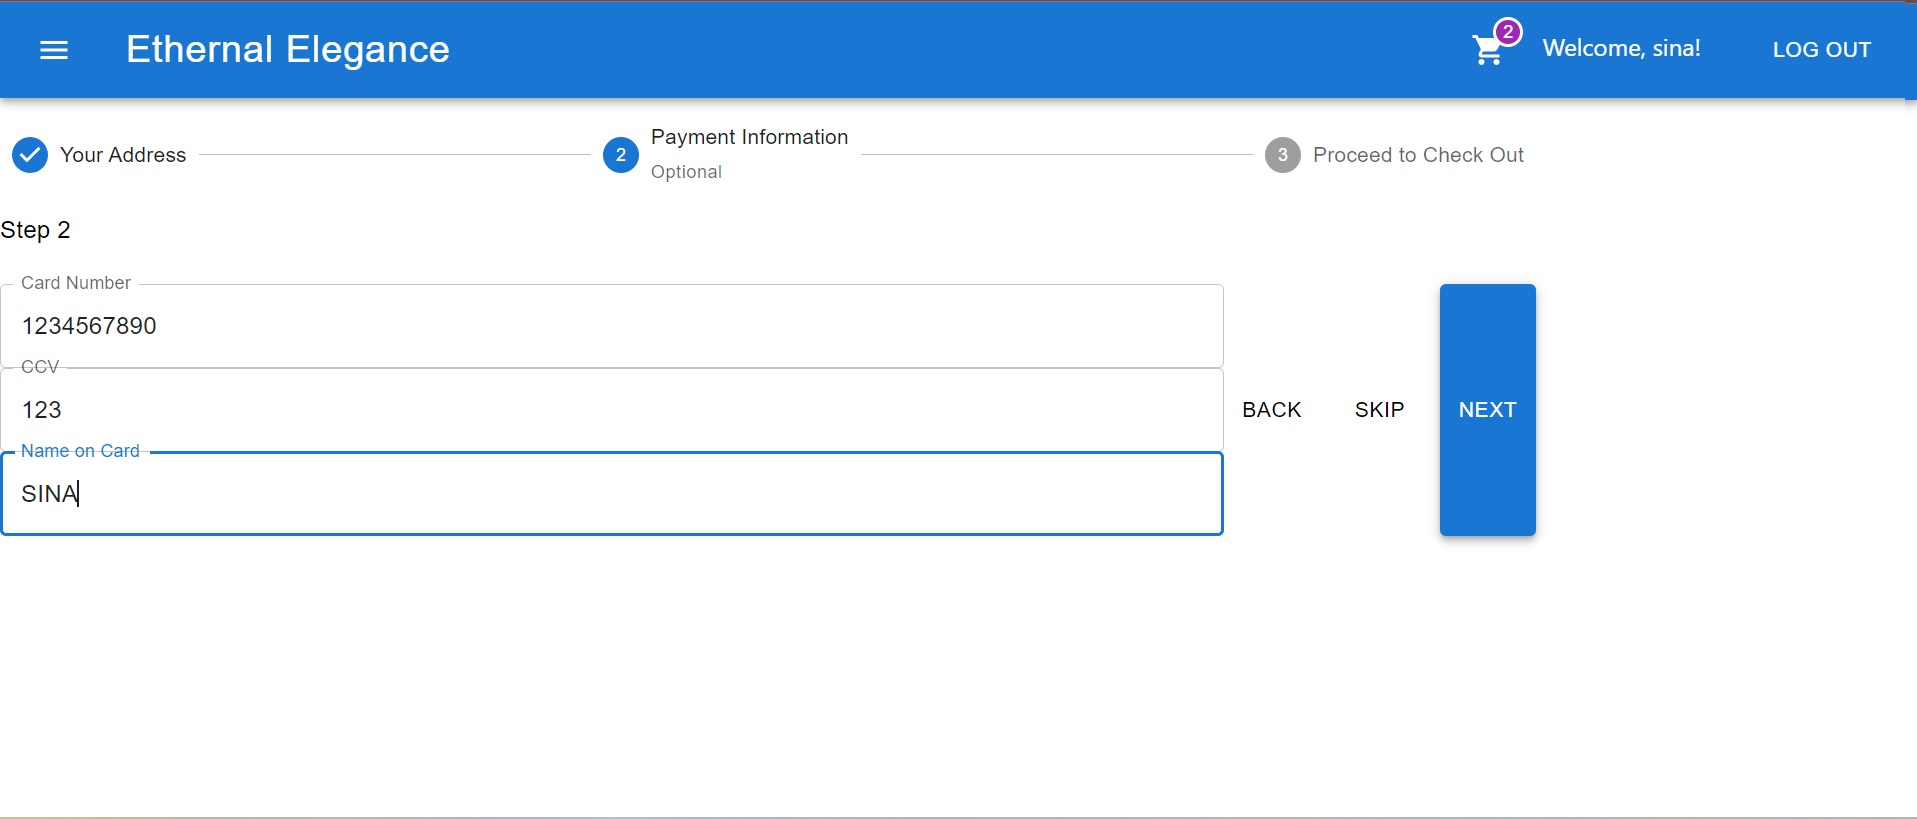 Ethernal Elegance
2
Welcome, sina!
LOG OUT
Your Address
2
Payment Information
Optional
3
Proceed to Check Out
Step 2
Card Number
1234567890
CCV
123
Name on Card
SINA
BACK
SKIP
NEXT